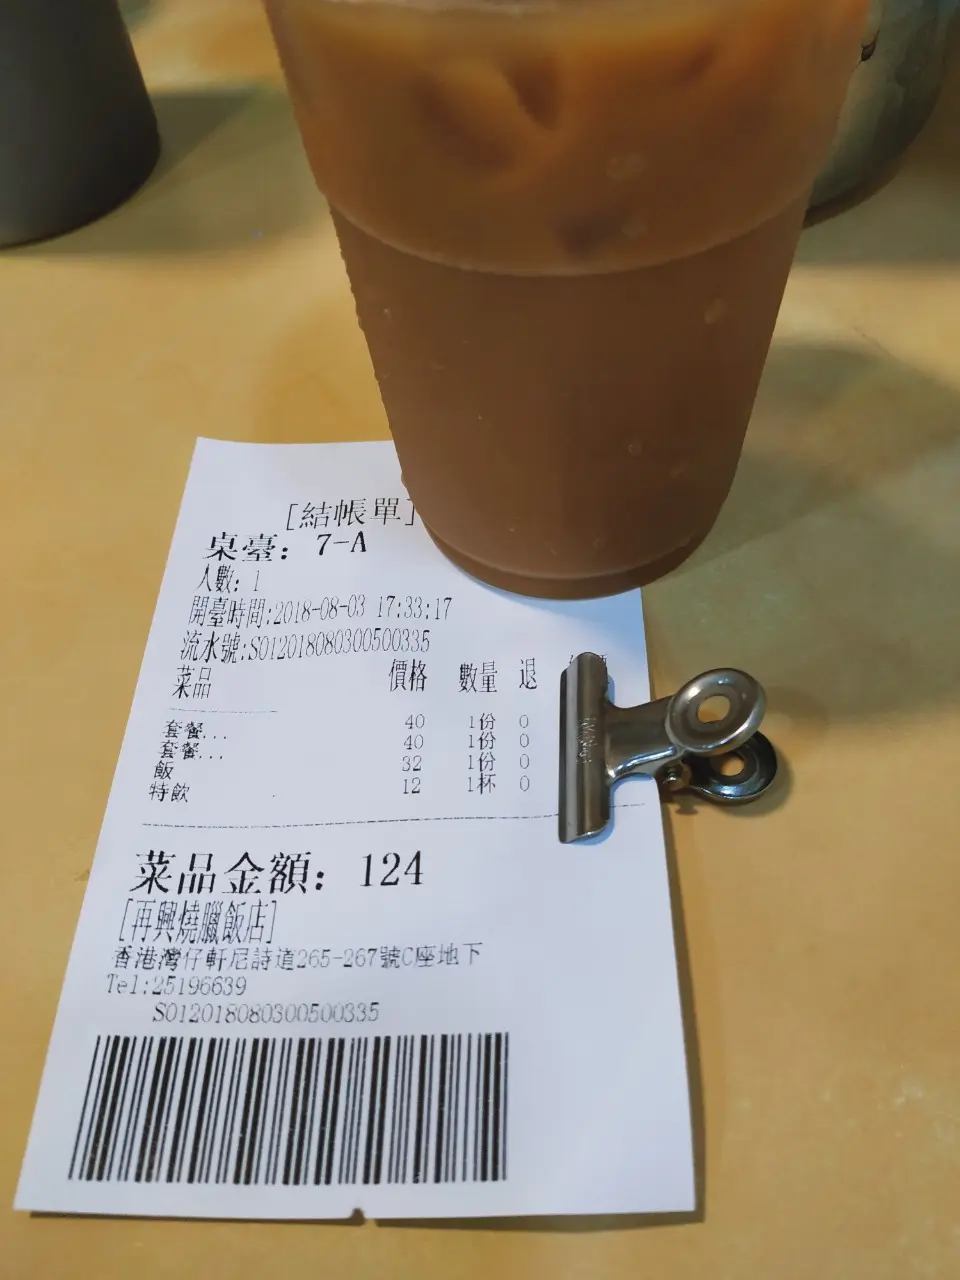 [結帳單]
桌臺: 7-A
人數: 1
開臺時間:2018-08-03 17:33:17
流水號:S012018080300500335
菜品 價格 數量 退
套餐... 40 1份 0
套餐... 40 1份 0
飯 32 1份 0
特飲 12 1杯 0
菜品金額: 124
[再興燒臘飯店]
香港灣仔軒尼詩道265-267號C座地下
Tel:25196639
S012018080300500335